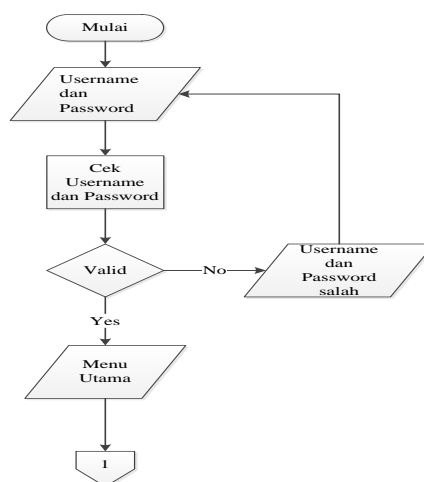 Mulai
Username
dan
Password
Cek
Username
dan Password
Valid
No
Username
dan
Password
salah
Yes
Menu
Utama
1